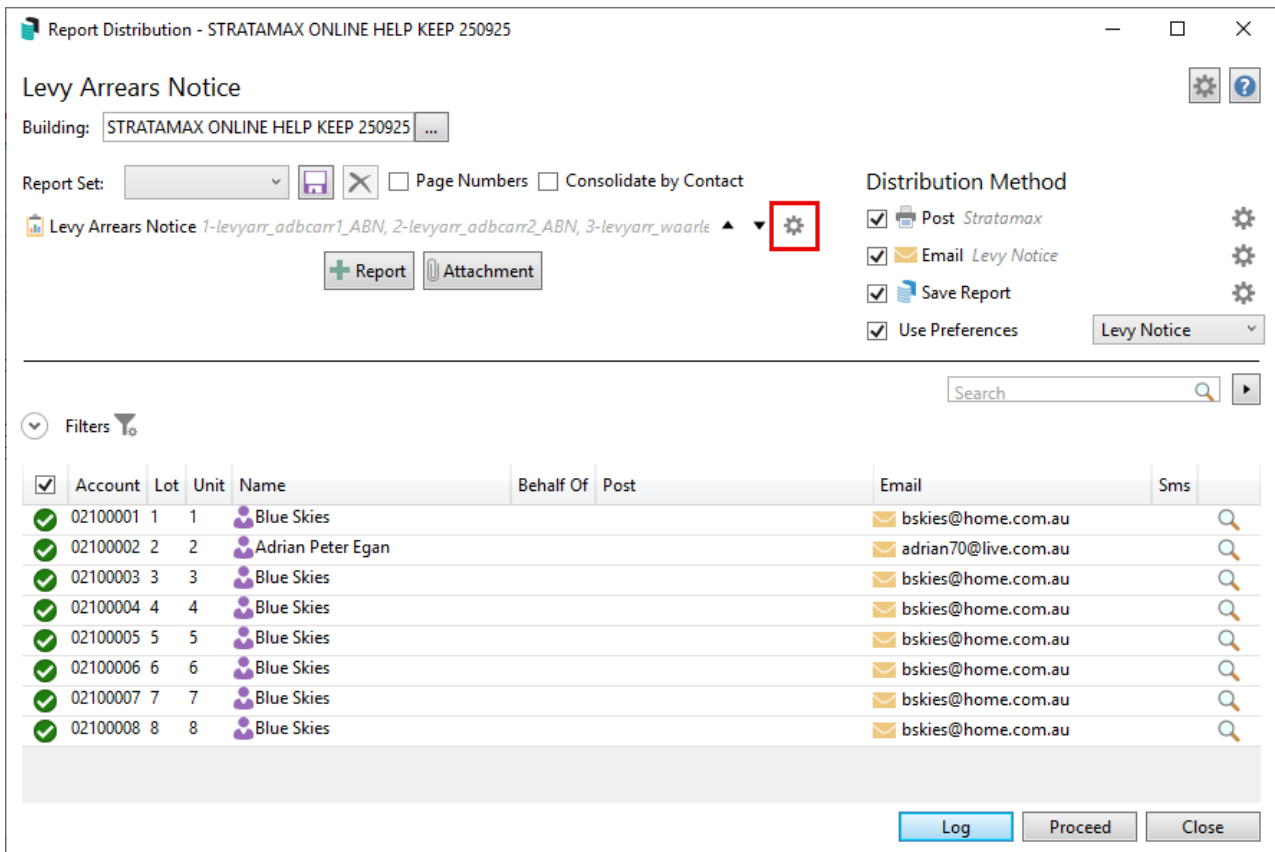 Report Distribution - STRATAMAX ONLINE HELP KEEP 250925
Levy Arrears Notice
Building: STRATAMAX ONLINE HELP KEEP 250925 ...
Report Set: Page Numbers Consolidate by Contact
Levy Arrears Notice 1-levyarr_adbcarr1_ABN, 2-levyarr_adbcarr2_ABN, 3-levyarr_waarle
Report Attachment
Distribution Method
Post Stratamax
Email Levy Notice
Save Report
Use Preferences Levy Notice
Search
Filters
Account Lot Unit Name Behalf Of Post Email Sms
02100001 1 1 Blue Skies bskies@home.com.au
02100002 2 2 Adrian Peter Egan adrian70@live.com.au
02100003 3 3 Blue Skies bskies@home.com.au
02100004 4 4 Blue Skies bskies@home.com.au
02100005 5 5 Blue Skies bskies@home.com.au
02100006 6 6 Blue Skies bskies@home.com.au
02100007 7 7 Blue Skies bskies@home.com.au
02100008 8 8 Blue Skies bskies@home.com.au
Log Proceed Close